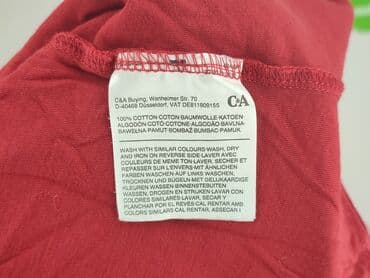 C&A Buying, Wanheimer Str. 70
D-40468 Düsseldorf, VAT DE811909155
C&A
100% COTTON COTON BAUMWOLLE-KATOEN
ALGODÓN COTÓ COTONE-ALGODÃO BAVLNA
BAWEŁNA PAMUT BOMBAŽ BUMBAC PAMUK
WASH WITH SIMILAR COLOURS-WASH, DRY
AND IRON ON REVERSE SIDE-LAVER AVEC
COULEURS DE MEME TON-LAVER, SECHER ET
REPASSER SUR L'ENVERS-MIT ÄHNLICHEN
FARBEN WASCHEN-AUF LINKS WASCHEN,
TROCKNEN UND BÜGELN-MET GELIJKAARDIGE
KLEUREN WASSEN-BINNENSTEBUITEN
WASSEN, DROGEN EN STRIJKEN-LAVAR CON
COLORES SIMILARES-LAVAR, SECAR Y
PLANCHAR POR EL REVÉS-CAL RENTAR AMB
COLORS SIMILARS-CAL RENTAR, ASSECAR I